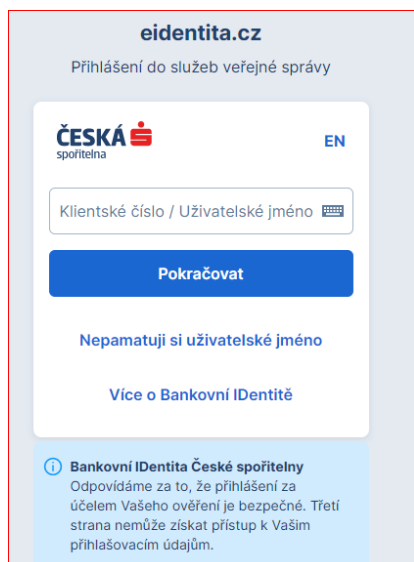 eidentita.cz
Přihlášení do služeb veřejné správy
ČESKÁ
spořitelna
EN
Klientské číslo / Uživatelské jméno
Pokračovat
Nepamatuji si uživatelské jméno
Více o Bankovní IDentitě
Bankovní IDentita České spořitelny
Odpovídáme za to, že přihlášení za
účelem Vašeho ověření je bezpečné. Třetí
strana nemůže získat přístup k Vašim
přihlašovacím údajům.